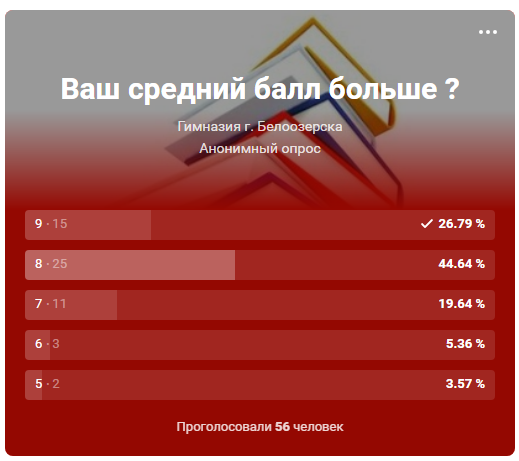 Ваш средний балл больше ?
Гимназия г. Белоозерска
Анонимный опрос
9 · 15 26.79 %
8 · 25 44.64 %
7 · 11 19.64 %
6 · 3 5.36 %
5 · 2 3.57 %
Проголосовали 56 человек